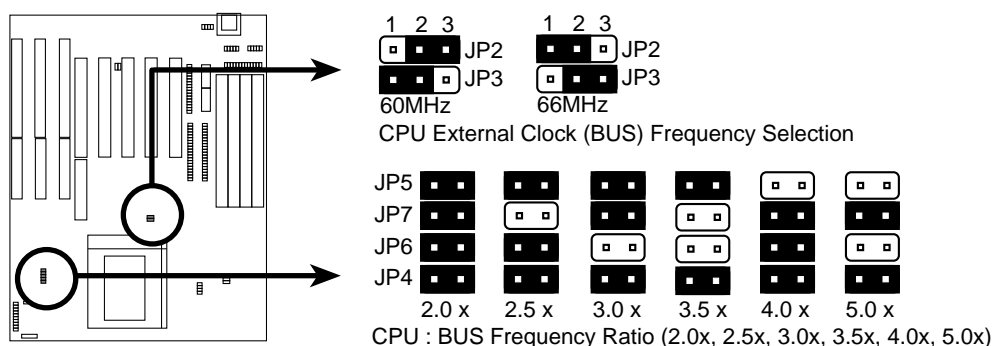 1 2 3
JP2
JP3
60MHz
1 2 3
JP2
JP3
66MHz
CPU External Clock (BUS) Frequency Selection
JP5
JP7
JP6
JP4
2.0 x 2.5 x 3.0 x 3.5 x 4.0 x 5.0 x
CPU : BUS Frequency Ratio (2.0x, 2.5x, 3.0x, 3.5x, 4.0x, 5.0x)